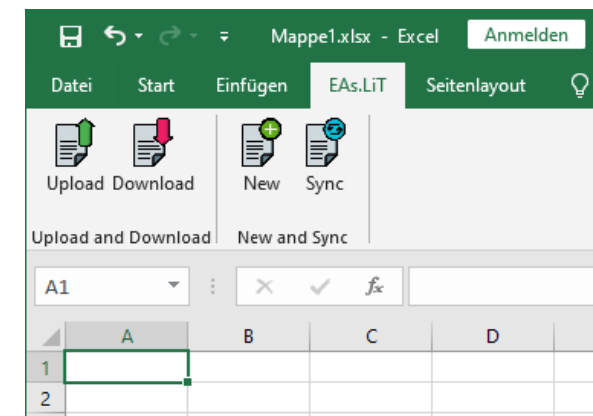 Mappe1.xlsx - Excel Anmelden
Datei Start Einfügen EAs.LiT Seitenlayout
Upload Download New Sync
Upload and Download New and Sync
A1 fx
A B C D
1
2